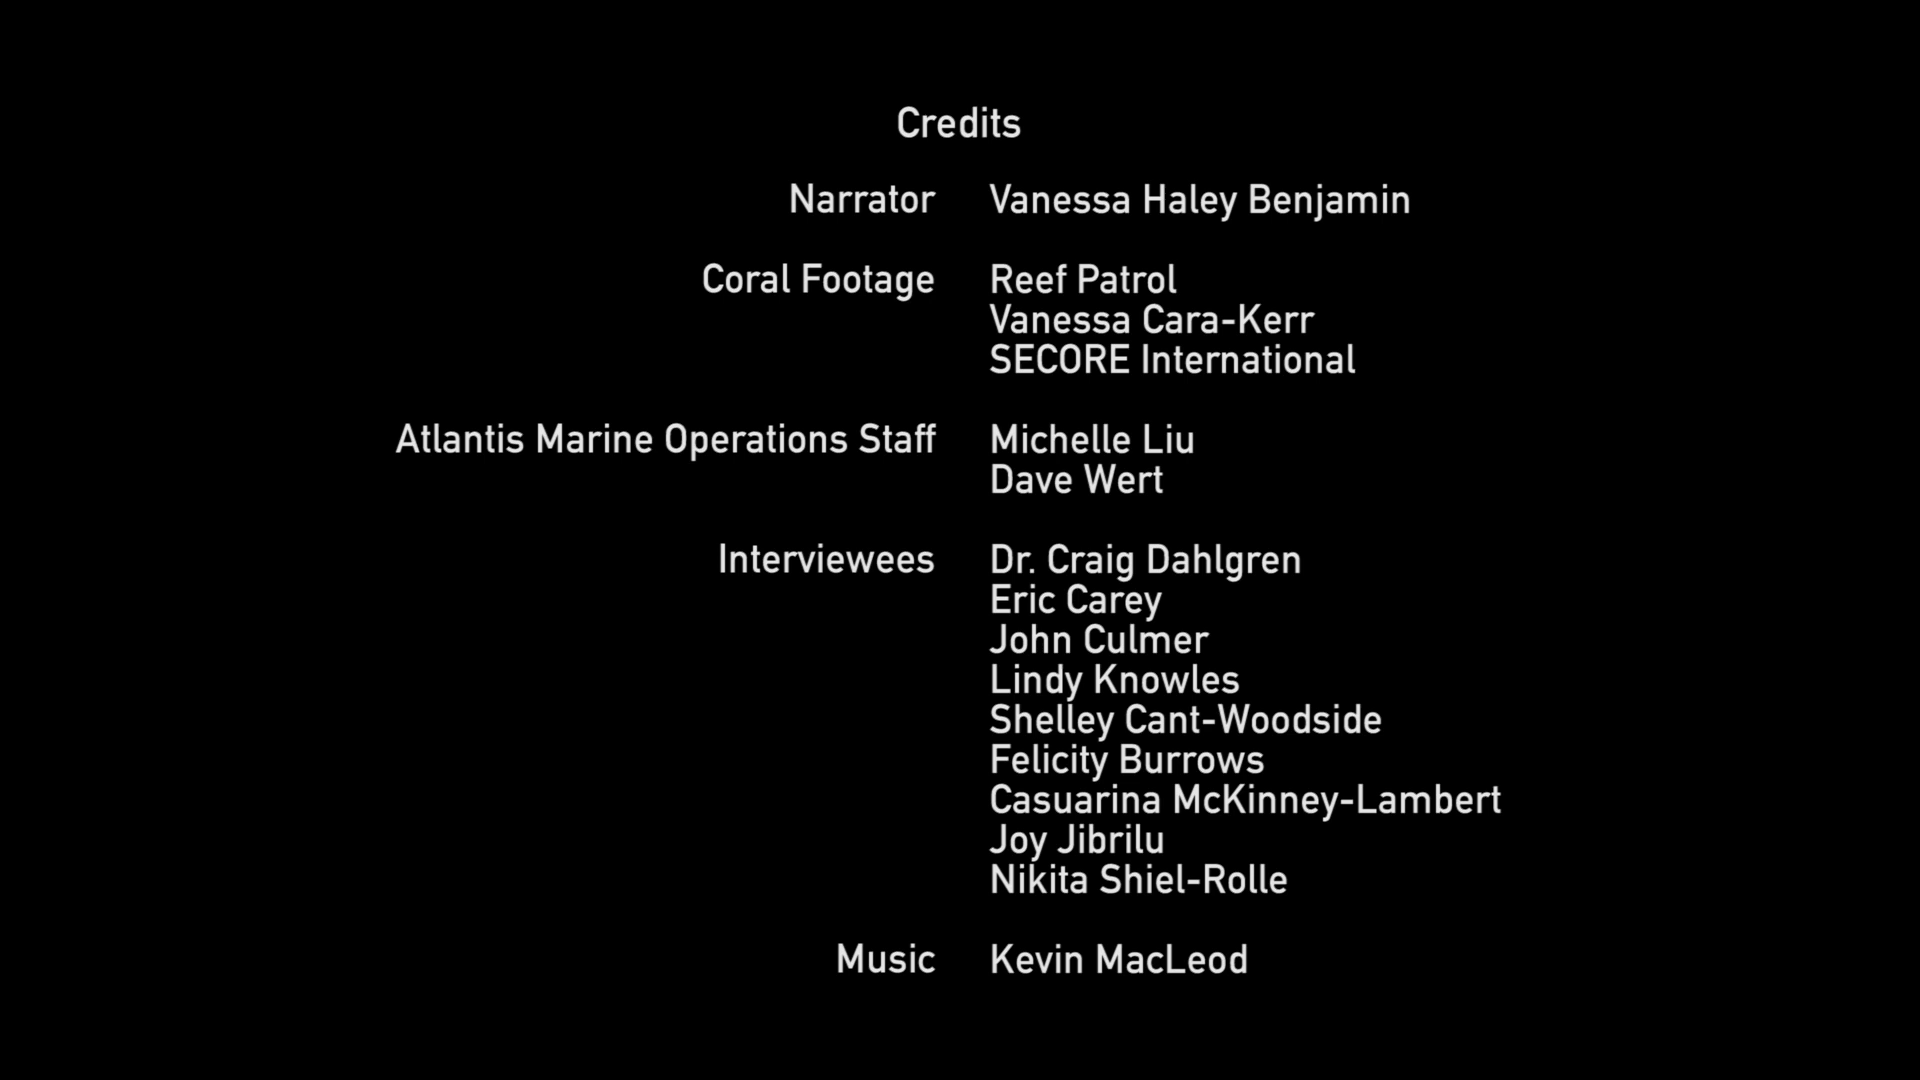 Credits
Narrator Vanessa Haley Benjamin
Coral Footage Reef Patrol
Vanessa Cara-Kerr
SECORE International
Atlantis Marine Operations Staff Michelle Liu
Dave Wert
Interviewees Dr. Craig Dahlgren
Eric Carey
John Culmer
Lindy Knowles
Shelley Cant-Woodside
Felicity Burrows
Casuarina McKinney-Lambert
Joy Jibrilu
Nikita Shiel-Rolle
Music Kevin MacLeod